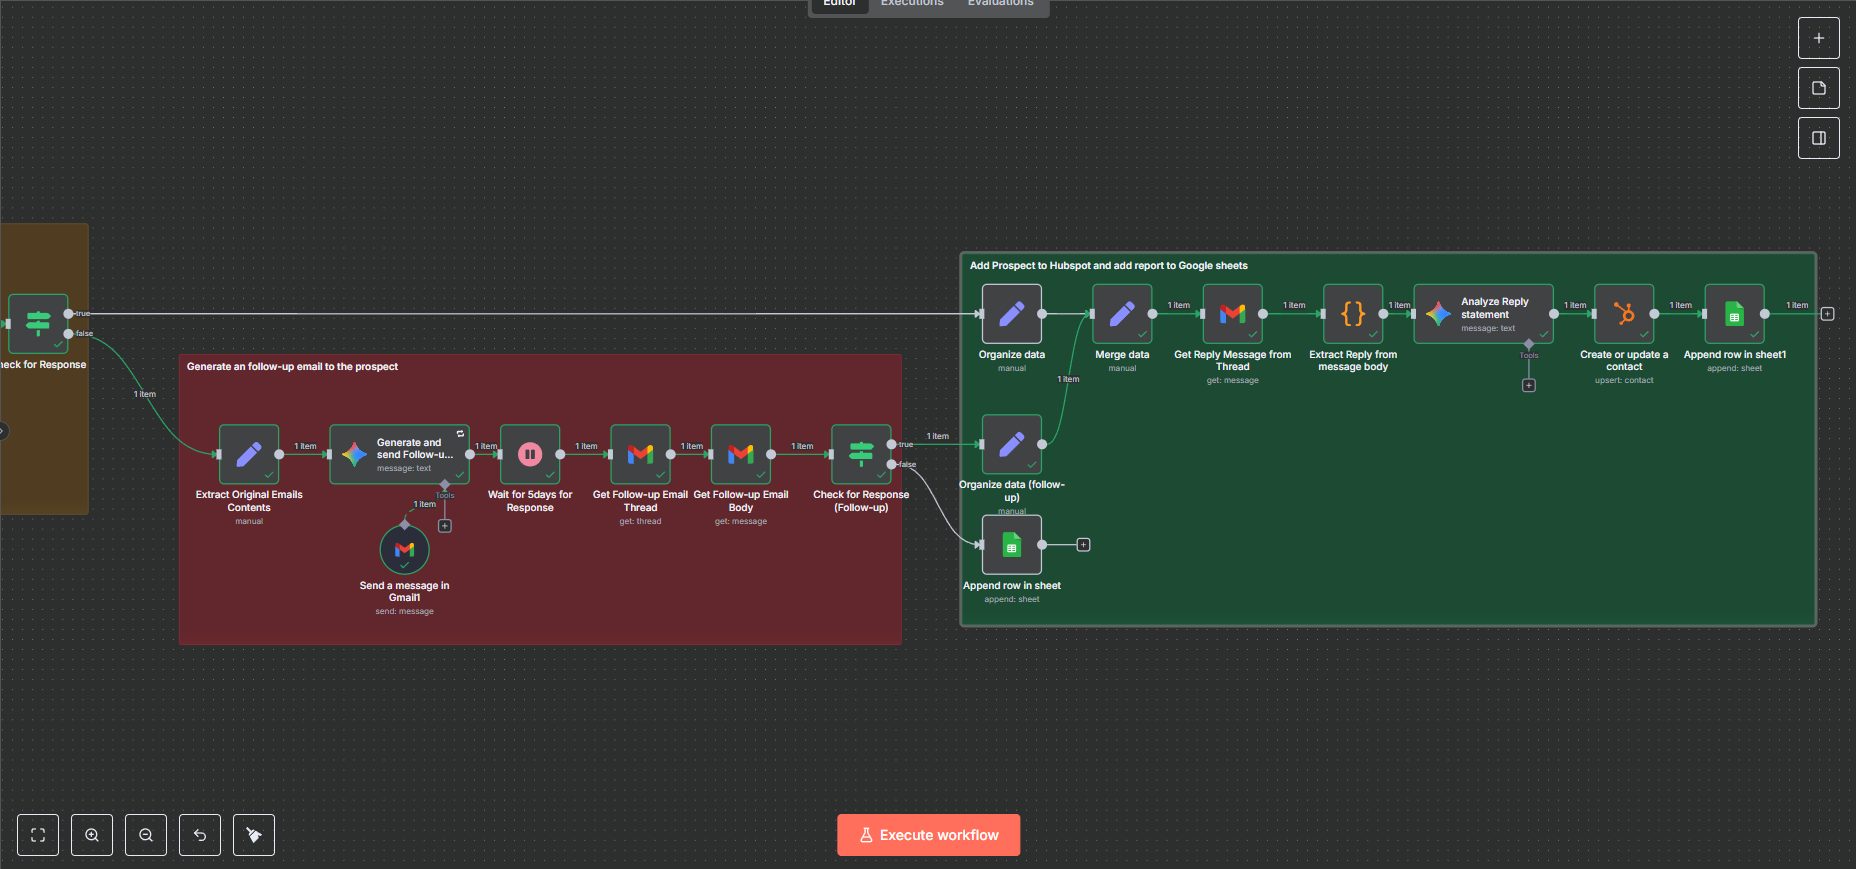 Editor
Executions
Evaluations
true
false
heck for Response
1 item
Generate an follow-up email to the prospect
Extract Original Emails
Contents
manual
1 item
Generate and
send Follow-u...
message: text
Tools
1 item
Send a message in
Gmail1
send: message
1 item
Wait for 5days for
Response
1 item
Get Follow-up Email
Thread
get: thread
1 item
Get Follow-up Email
Body
get: message
1 item
Check for Response
(Follow-up)
true
false
1 item
Add Prospect to Hubspot and add report to Google sheets
Organize data
manual
Organize data (follow-
up)
manual
Append row in sheet
append: sheet
1 item
Merge data
manual
1 item
Get Reply Message from
Thread
get: message
1 item
Extract Reply from
message body
1 item
Analyze Reply
statement
message: text
Tools
1 item
Create or update a
contact
upsert: contact
1 item
Append row in sheet1
append: sheet
1 item
Execute workflow